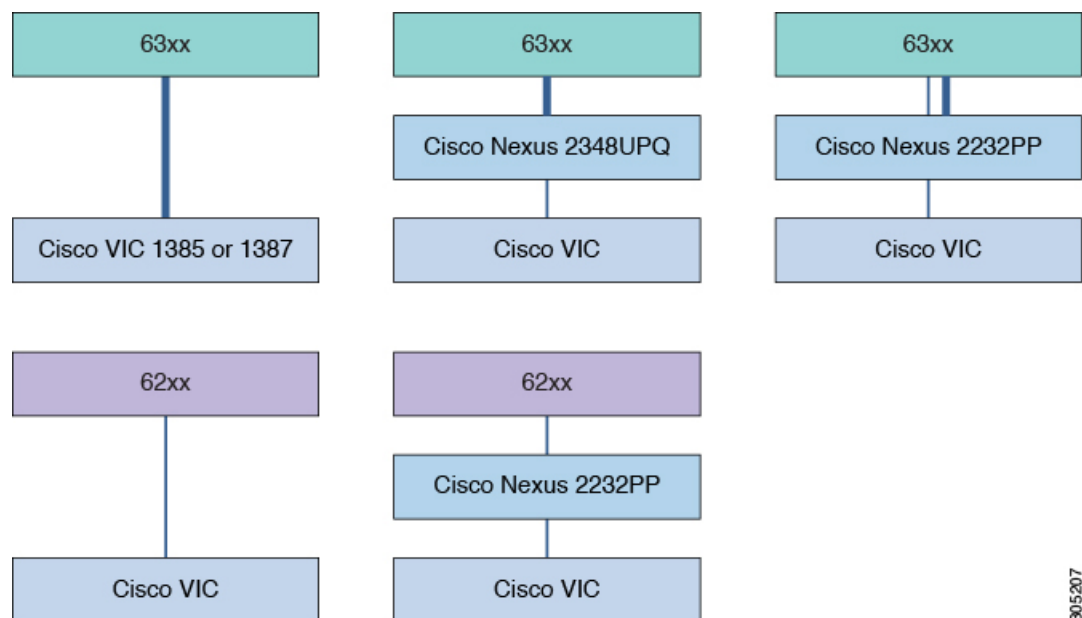 63xx
63xx
63xx
Cisco Nexus 2348UPQ
Cisco Nexus 2232PP
Cisco VIC 1385 or 1387
Cisco VIC
Cisco VIC
62xx
62xx
Cisco Nexus 2232PP
Cisco VIC
Cisco VIC
305207